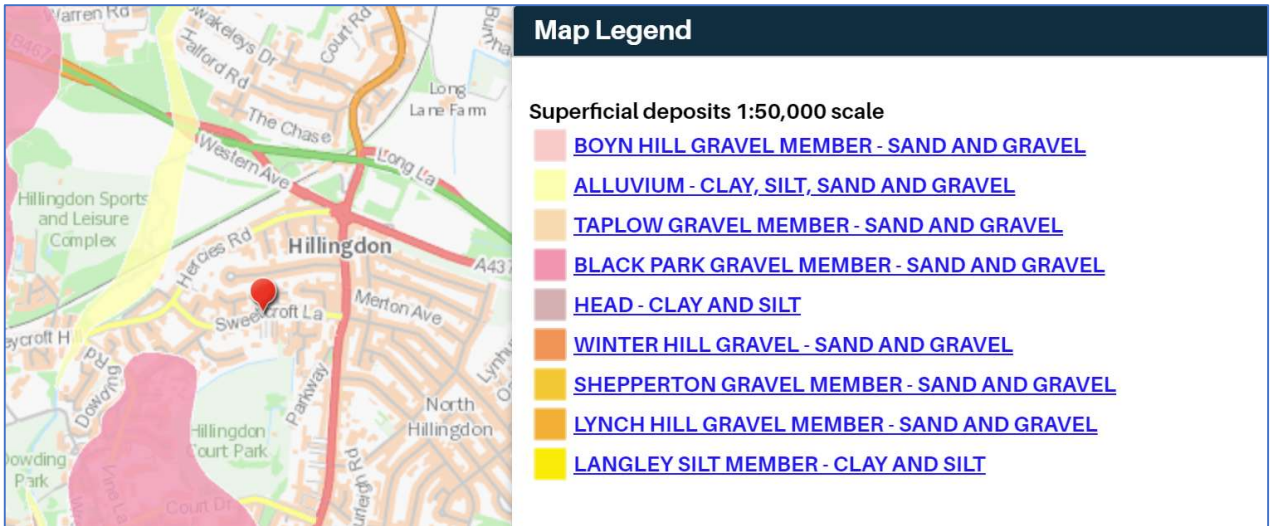 Warren Rd
B467
Swakeleys Dr
Halford Rd
Court Rd
Long
Lane Farm
The Chase
Western Ave
Long La
Hillingdon Sports
and Leisure
Complex
Hercies Rd
Hillingdon
A437
Merton Ave
Sweetcroft La
Dowding Rd
Parkway
North
Hillingdon
Hillingdon
Court Park
Dowding
Park
Vine La
Court Dr
Map Legend
Superficial deposits 1:50,000 scale
BOYN HILL GRAVEL MEMBER - SAND AND GRAVEL
ALLUVIUM - CLAY, SILT, SAND AND GRAVEL
TAPLOW GRAVEL MEMBER - SAND AND GRAVEL
BLACK PARK GRAVEL MEMBER - SAND AND GRAVEL
HEAD - CLAY AND SILT
WINTER HILL GRAVEL - SAND AND GRAVEL
SHEPPERTON GRAVEL MEMBER - SAND AND GRAVEL
LYNCH HILL GRAVEL MEMBER - SAND AND GRAVEL
LANGLEY SILT MEMBER - CLAY AND SILT